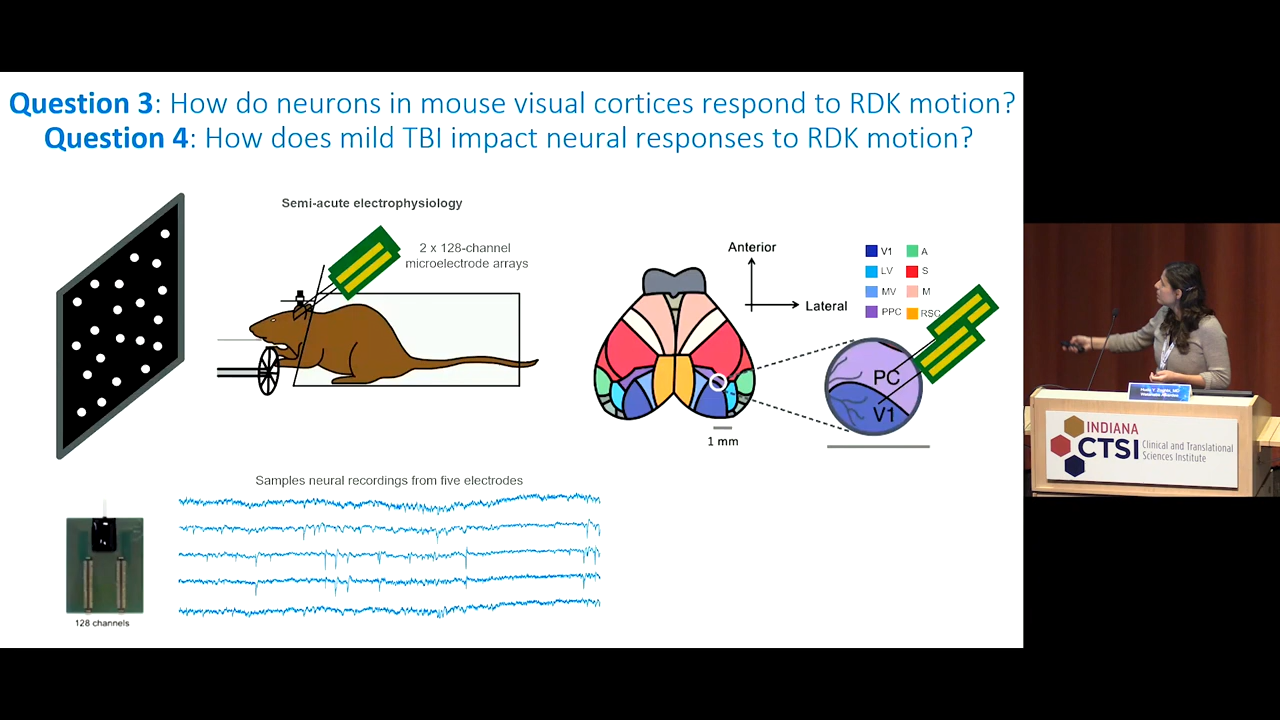 Question 3: How do neurons in mouse visual cortices respond to RDK motion?
Question 4: How does mild TBI impact neural responses to RDK motion?
Semi-acute electrophysiology
2 x 128-channel
microelectrode arrays
Anterior
Lateral
V1
A
LV
S
MV
M
PPC
RSG
PC
V1
1 mm
Samples neural recordings from five electrodes
128 channels
INDIANA
CTSI
Clinical and Translational
Sciences Institute